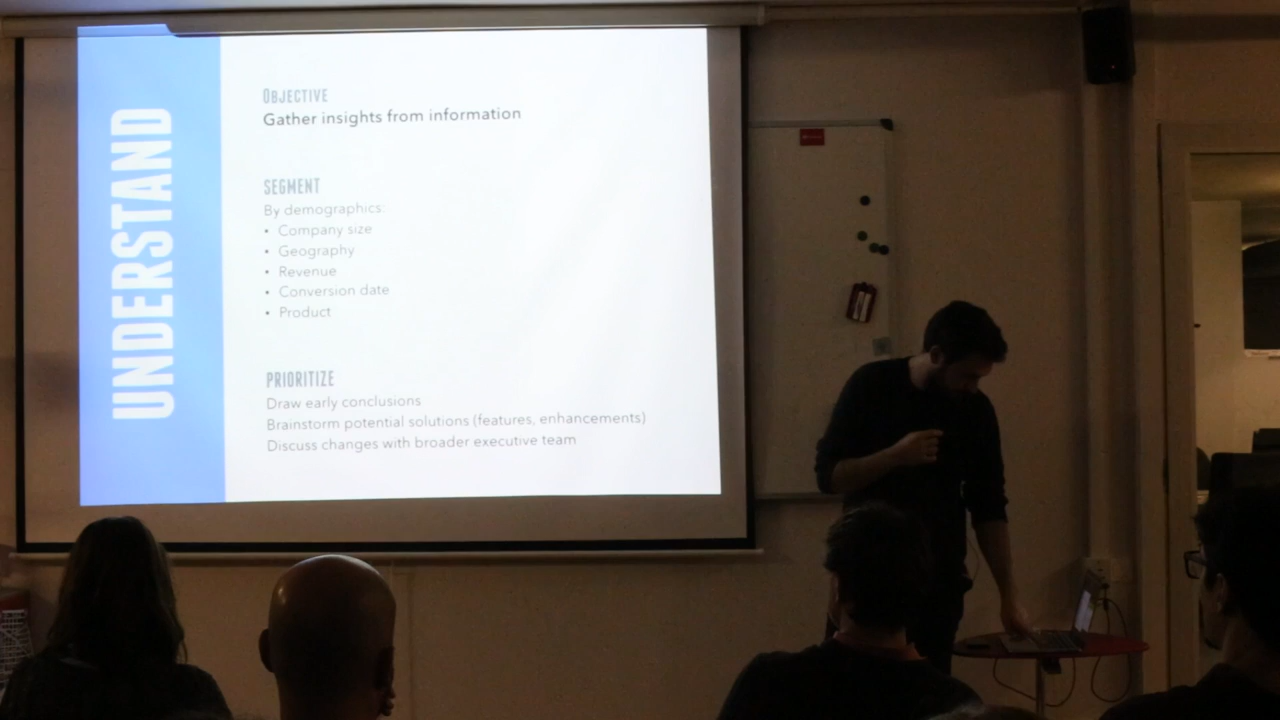 UNDERSTAND
OBJECTIVE
Gather insights from information
SEGMENT
By demographics:
• Company size
• Geography
• Revenue
• Conversion date
• Product
PRIORITIZE
Draw early conclusions
Brainstorm potential solutions (features, enhancements)
Discuss changes with broader executive team